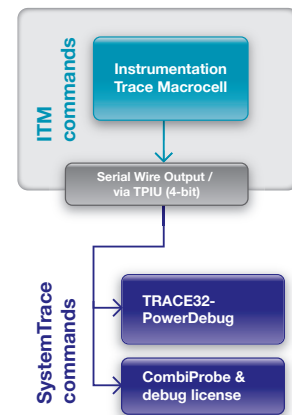 ITM
commands
Instrumentation
Trace Macrocell
Serial Wire Output /
via TPIU (4-bit)
SystemTrace
commands
TRACE32-
PowerDebug
CombiProbe &
debug license